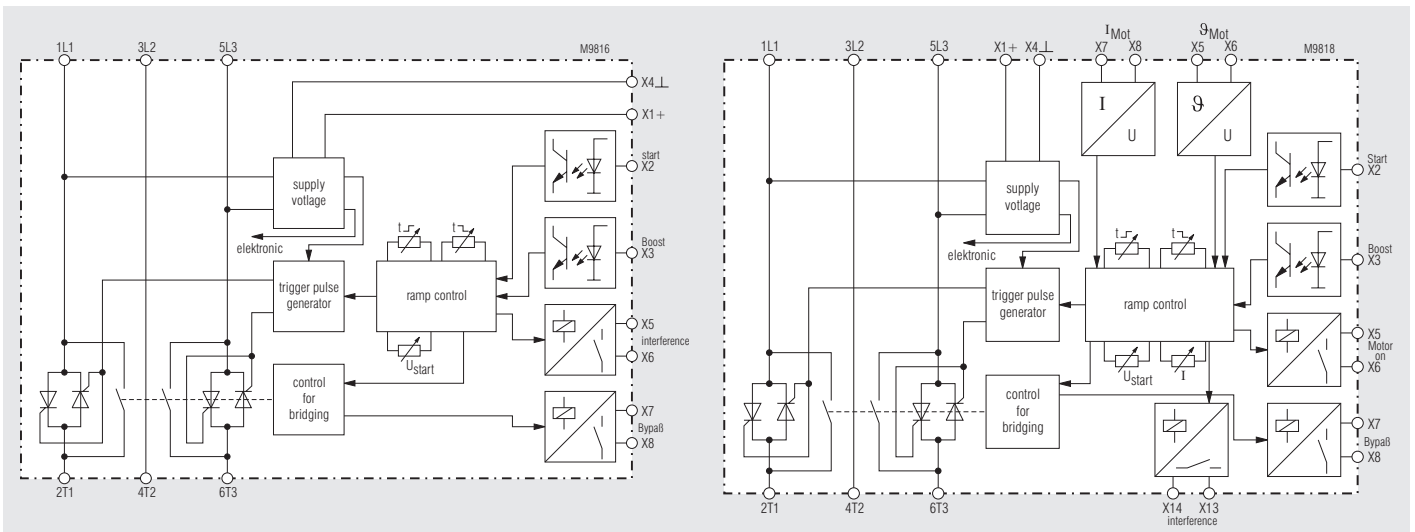 1L1
3L2
5L3
M9816
X4⊥
X1+
start
X2
supply
votlage
elektronic
Boost
X3
t
t
trigger pulse
generator
ramp control
X5
interference
X6
Ustart
control
for
bridging
X7
Bypaß
X8
2T1
4T2
6T3
IMot
ϑMot
1L1
3L2
5L3
X1+
X4⊥
X7
X8
X5
X6
M9818
I
U
ϑ
U
Start
X2
supply
votlage
elektronic
Boost
X3
t
t
trigger pulse
generator
ramp control
X5
Motor
on
X6
Ustart
I
control
for
bridging
X7
Bypaß
X8
2T1
4T2
6T3
X14
X13
interference